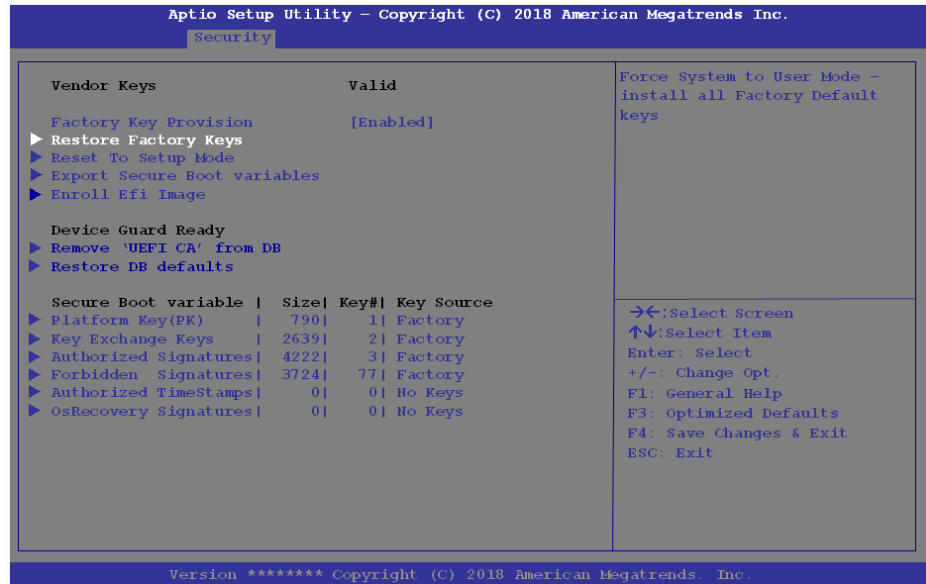 Aptio Setup Utility – Copyright (C) 2018 American Megatrends Inc.
Security
Vendor Keys Valid
Factory Key Provision [Enabled]
Restore Factory Keys
Reset To Setup Mode
Export Secure Boot variables
Enroll Efi Image
Device Guard Ready
Remove 'UEFI CA' from DB
Restore DB defaults
Secure Boot variable | Size| Key#| Key Source
Platform Key(PK) | 790| 1| Factory
Key Exchange Keys | 2639| 2| Factory
Authorized Signatures| 4222| 3| Factory
Forbidden Signatures| 3724| 77| Factory
Authorized TimeStamps| 0| 0| No Keys
OsRecovery Signatures| 0| 0| No Keys
Force System to User Mode –
install all Factory Default
keys
→←:Select Screen
↑↓:Select Item
Enter: Select
+/-: Change Opt.
F1: General Help
F3: Optimized Defaults
F4: Save Changes & Exit
ESC: Exit
Version ******** Copyright (C) 2018 American Megatrends. Inc.